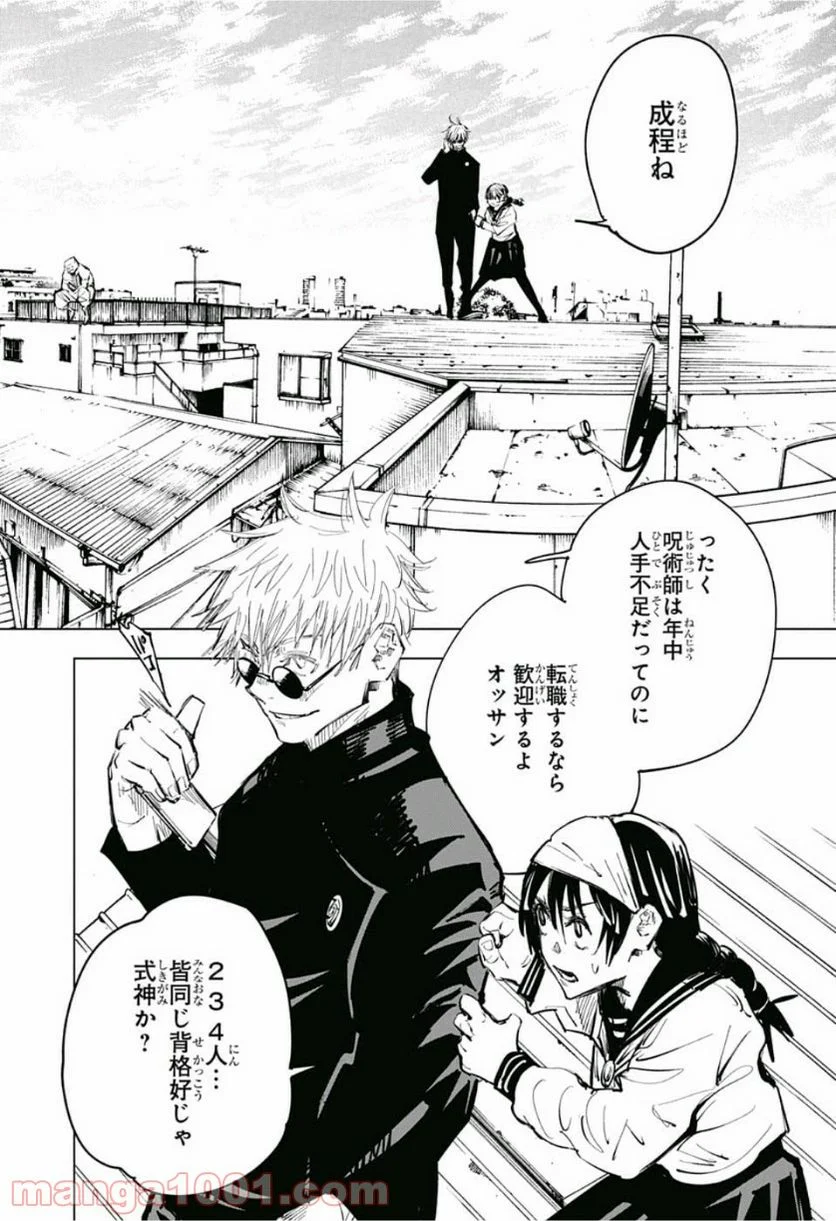 成程ね
ったく
呪術師は年中
人手不足だってのに
転職するなら
歓迎するよ
オッサン
2 3 4人…
皆同じ背格好じゃ
式神か？
manga1001.com